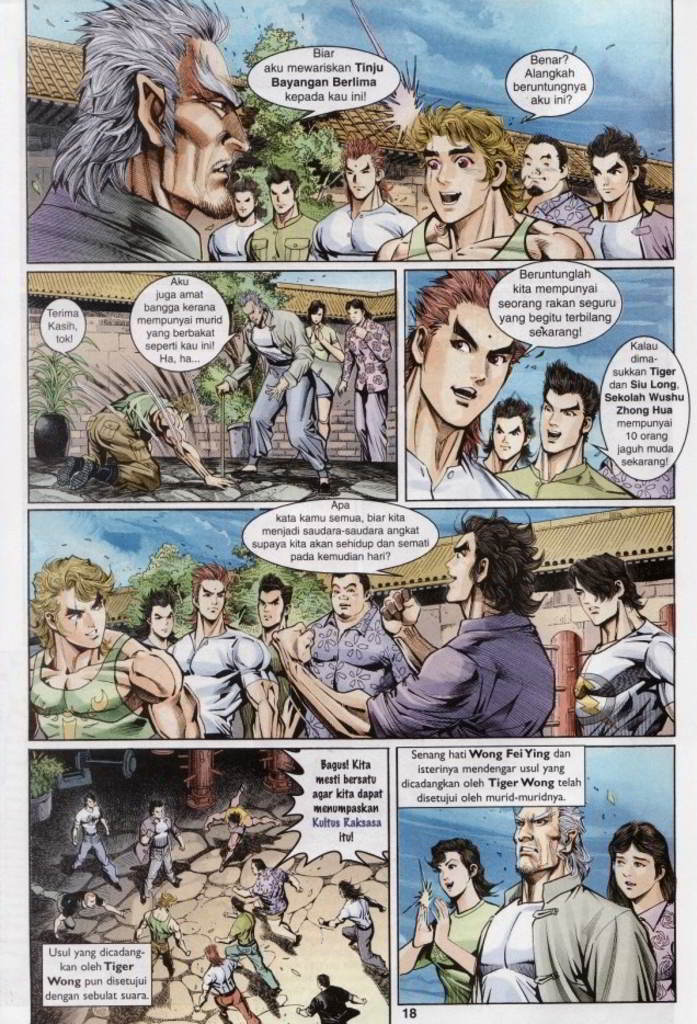 Biar
aku mewariskan Tinju
Bayangan Berlima
kepada kau ini!
Benar?
Alangkah
beruntungnya
aku ini?
Terima
Kasih,
tok!
Aku
juga amat
bangga kerana
mempunyai murid
yang berbakat
seperti kau ini!
Ha, ha...
Beruntunglah
kita mempunyai
seorang rakan seguru
yang begitu terbilang
sekarang!
Kalau
dima-
sukkan Tiger
dan Siu Long,
Sekolah Wushu
Zhong Hua
mempunyai
10 orang
jaguh muda
sekarang!
Apa
kata kamu semua, biar kita
menjadi saudara-saudara angkat
supaya kita akan sehidup dan semati
pada kemudian hari?
Bagus! Kita
mesti bersatu
agar kita dapat
menumpaskan
Kultus Raksasa
itu!
Usul yang dicadang-
kan oleh Tiger
Wong pun disetujui
dengan sebulat suara.
Senang hati Wong Fei Ying dan
isterinya mendengar usul yang
dicadangkan oleh Tiger Wong telah
disetujui oleh murid-muridnya.
18